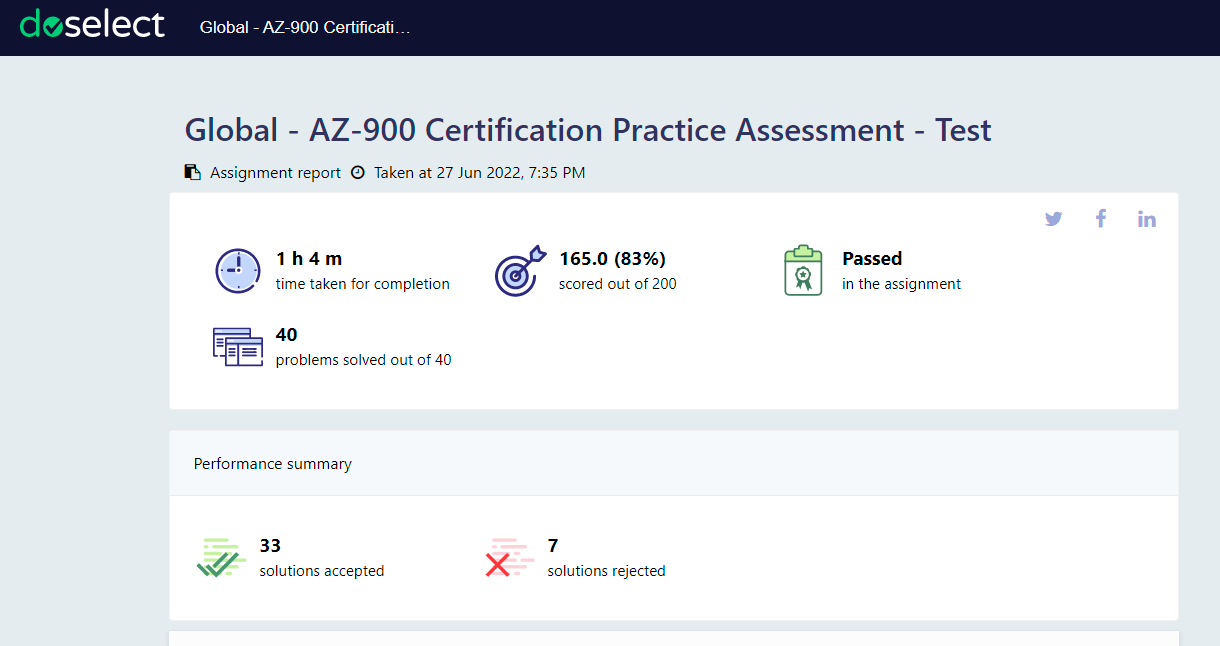 doselect
Global - AZ-900 Certificati…
Global - AZ-900 Certification Practice Assessment - Test
Assignment report Taken at 27 Jun 2022, 7:35 PM
1 h 4 m
time taken for completion
165.0 (83%)
scored out of 200
Passed
in the assignment
40
problems solved out of 40
Performance summary
33
solutions accepted
7
solutions rejected